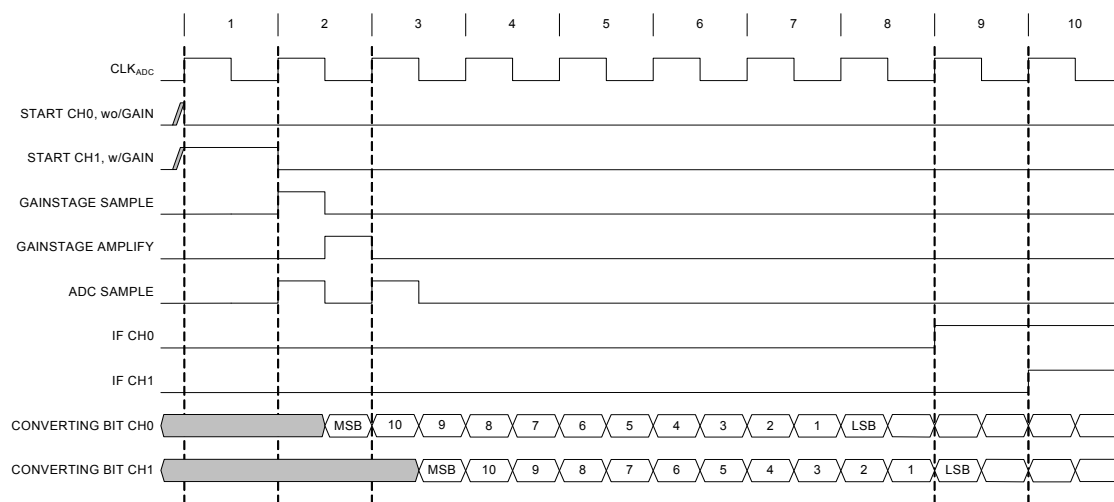 1 2 3 4 5 6 7 8 9 10
CLKADC
START CH0, wo/GAIN
START CH1, w/GAIN
GAINSTAGE SAMPLE
GAINSTAGE AMPLIFY
ADC SAMPLE
IF CH0
IF CH1
CONVERTING BIT CH0 MSB 10 9 8 7 6 5 4 3 2 1 LSB
CONVERTING BIT CH1 MSB 10 9 8 7 6 5 4 3 2 1 LSB